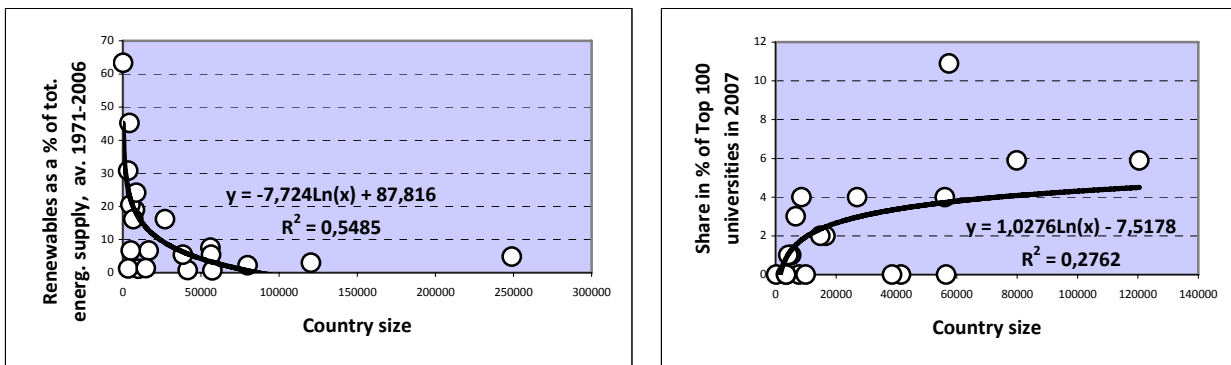 Renewables as a % of tot.
energ. supply, av. 1971-2006
70
60
50
40
30
20
10
0
y = -7,724Ln(x) + 87,816
R² = 0,5485
0 50000 100000 150000 200000 250000 300000
Country size
Share in % of Top 100
universities in 2007
12
10
8
6
4
2
0
y = 1,0276Ln(x) - 7,5178
R² = 0,2762
0 20000 40000 60000 80000 100000 120000 140000
Country size